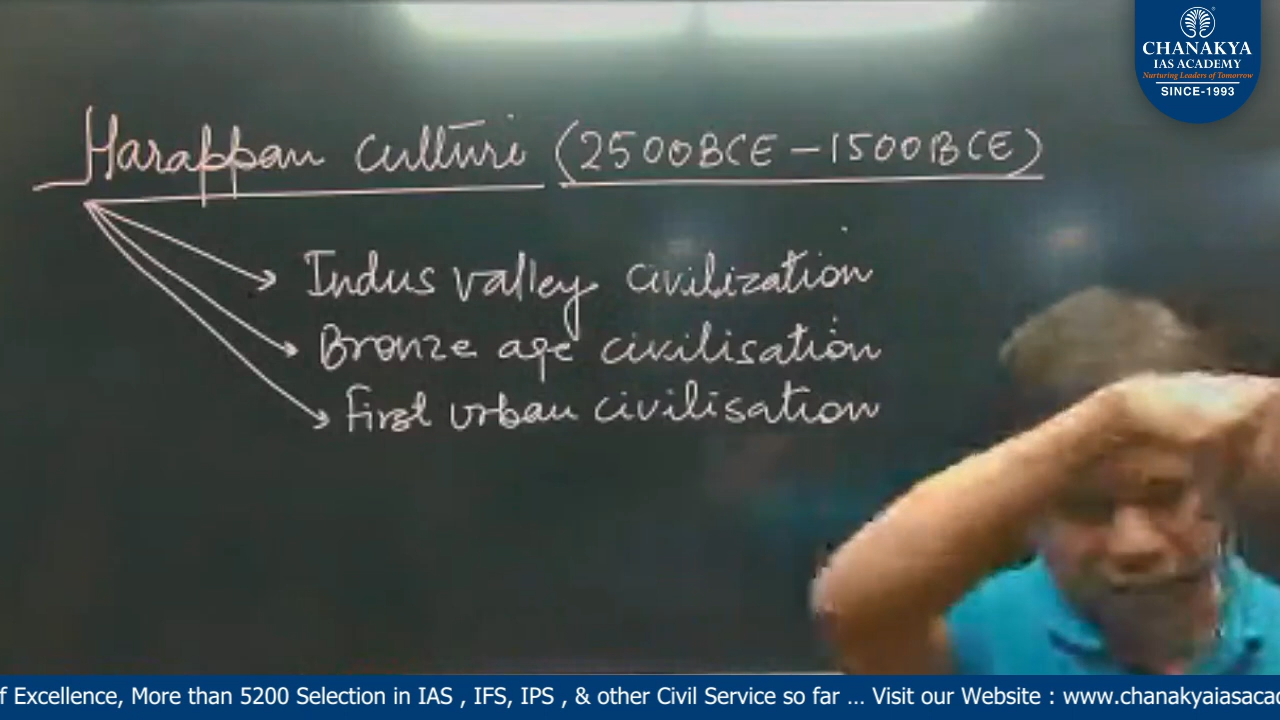 CHANAKYA
IAS ACADEMY
Nurturing Leaders of Tomorrow
SINCE-1993
Harappan culture (2500BCE – 1500BCE)
Indus valley civilization
Bronze age civilisation
First urban civilisation
f Excellence, More than 5200 Selection in IAS , IFS, IPS , & other Civil Service so far ... Visit our Website : www.chanakyaiasacad